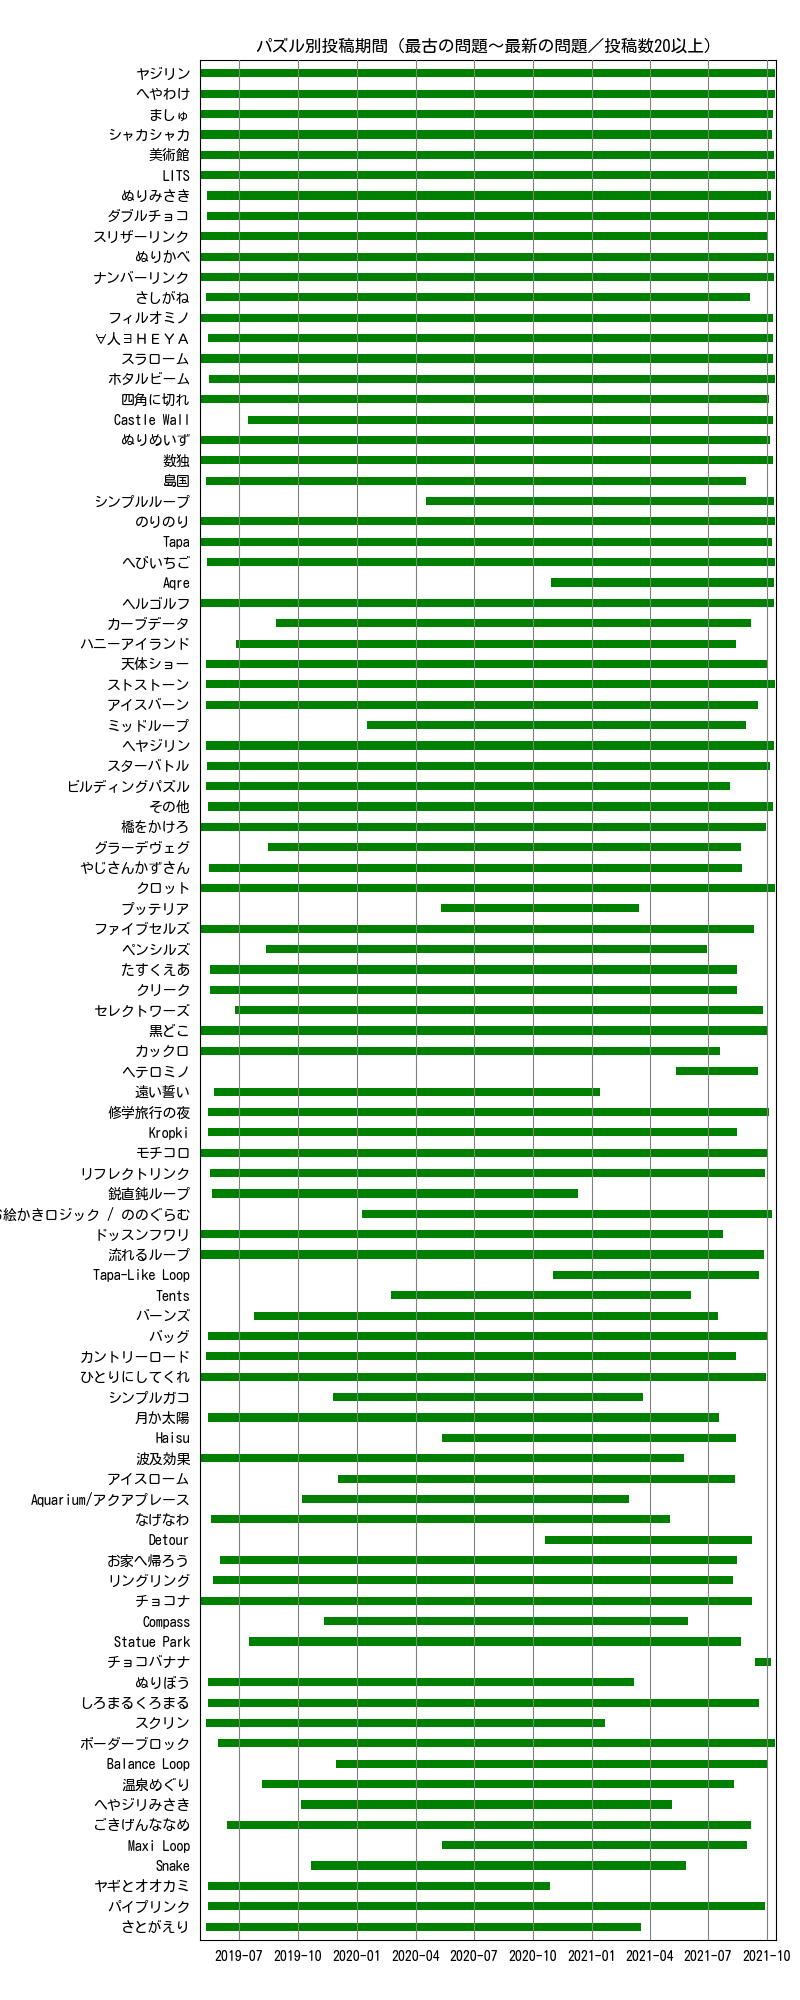 パズル別投稿期間（最古の問題～最新の問題／投稿数20以上）
ヤジリン
へやわけ
ましゅ
シャカシャカ
美術館
LITS
ぬりみさき
ダブルチョコ
スリザーリンク
ぬりかべ
ナンバーリンク
さしがね
フィルオミノ
∀人∃ＨＥＹＡ
スラローム
ホタルビーム
四角に切れ
Castle Wall
ぬりめいず
数独
島国
シンプルループ
のりのり
Tapa
へびいちご
Aqre
ヘルゴルフ
カーブデータ
ハニーアイランド
天体ショー
ストストーン
アイスバーン
ミッドループ
ヘヤジリン
スターバトル
ビルディングパズル
その他
橋をかけろ
グラーデヴェグ
やじさんかずさん
クロット
プッテリア
ファイブセルズ
ペンシルズ
たすくえあ
クリーク
セレクトワーズ
黒どこ
カックロ
ヘテロミノ
遠い誓い
修学旅行の夜
Kropki
モチコロ
リフレクトリンク
鋭直鈍ループ
絵かきロジック / ののぐらむ
ドッスンフワリ
流れるループ
Tapa-Like Loop
Tents
バーンズ
バッグ
カントリーロード
ひとりにしてくれ
シンプルガコ
月か太陽
Haisu
波及効果
アイスローム
Aquarium/アクアプレース
なげなわ
Detour
お家へ帰ろう
リングリング
チョコナ
Compass
Statue Park
チョコバナナ
ぬりぼう
しろまるくろまる
スクリン
ボーダーブロック
Balance Loop
温泉めぐり
へやジリみさき
ごきげんななめ
Maxi Loop
Snake
ヤギとオオカミ
パイプリンク
さとがえり
2019-07 2019-10 2020-01 2020-04 2020-07 2020-10 2021-01 2021-04 2021-07 2021-10